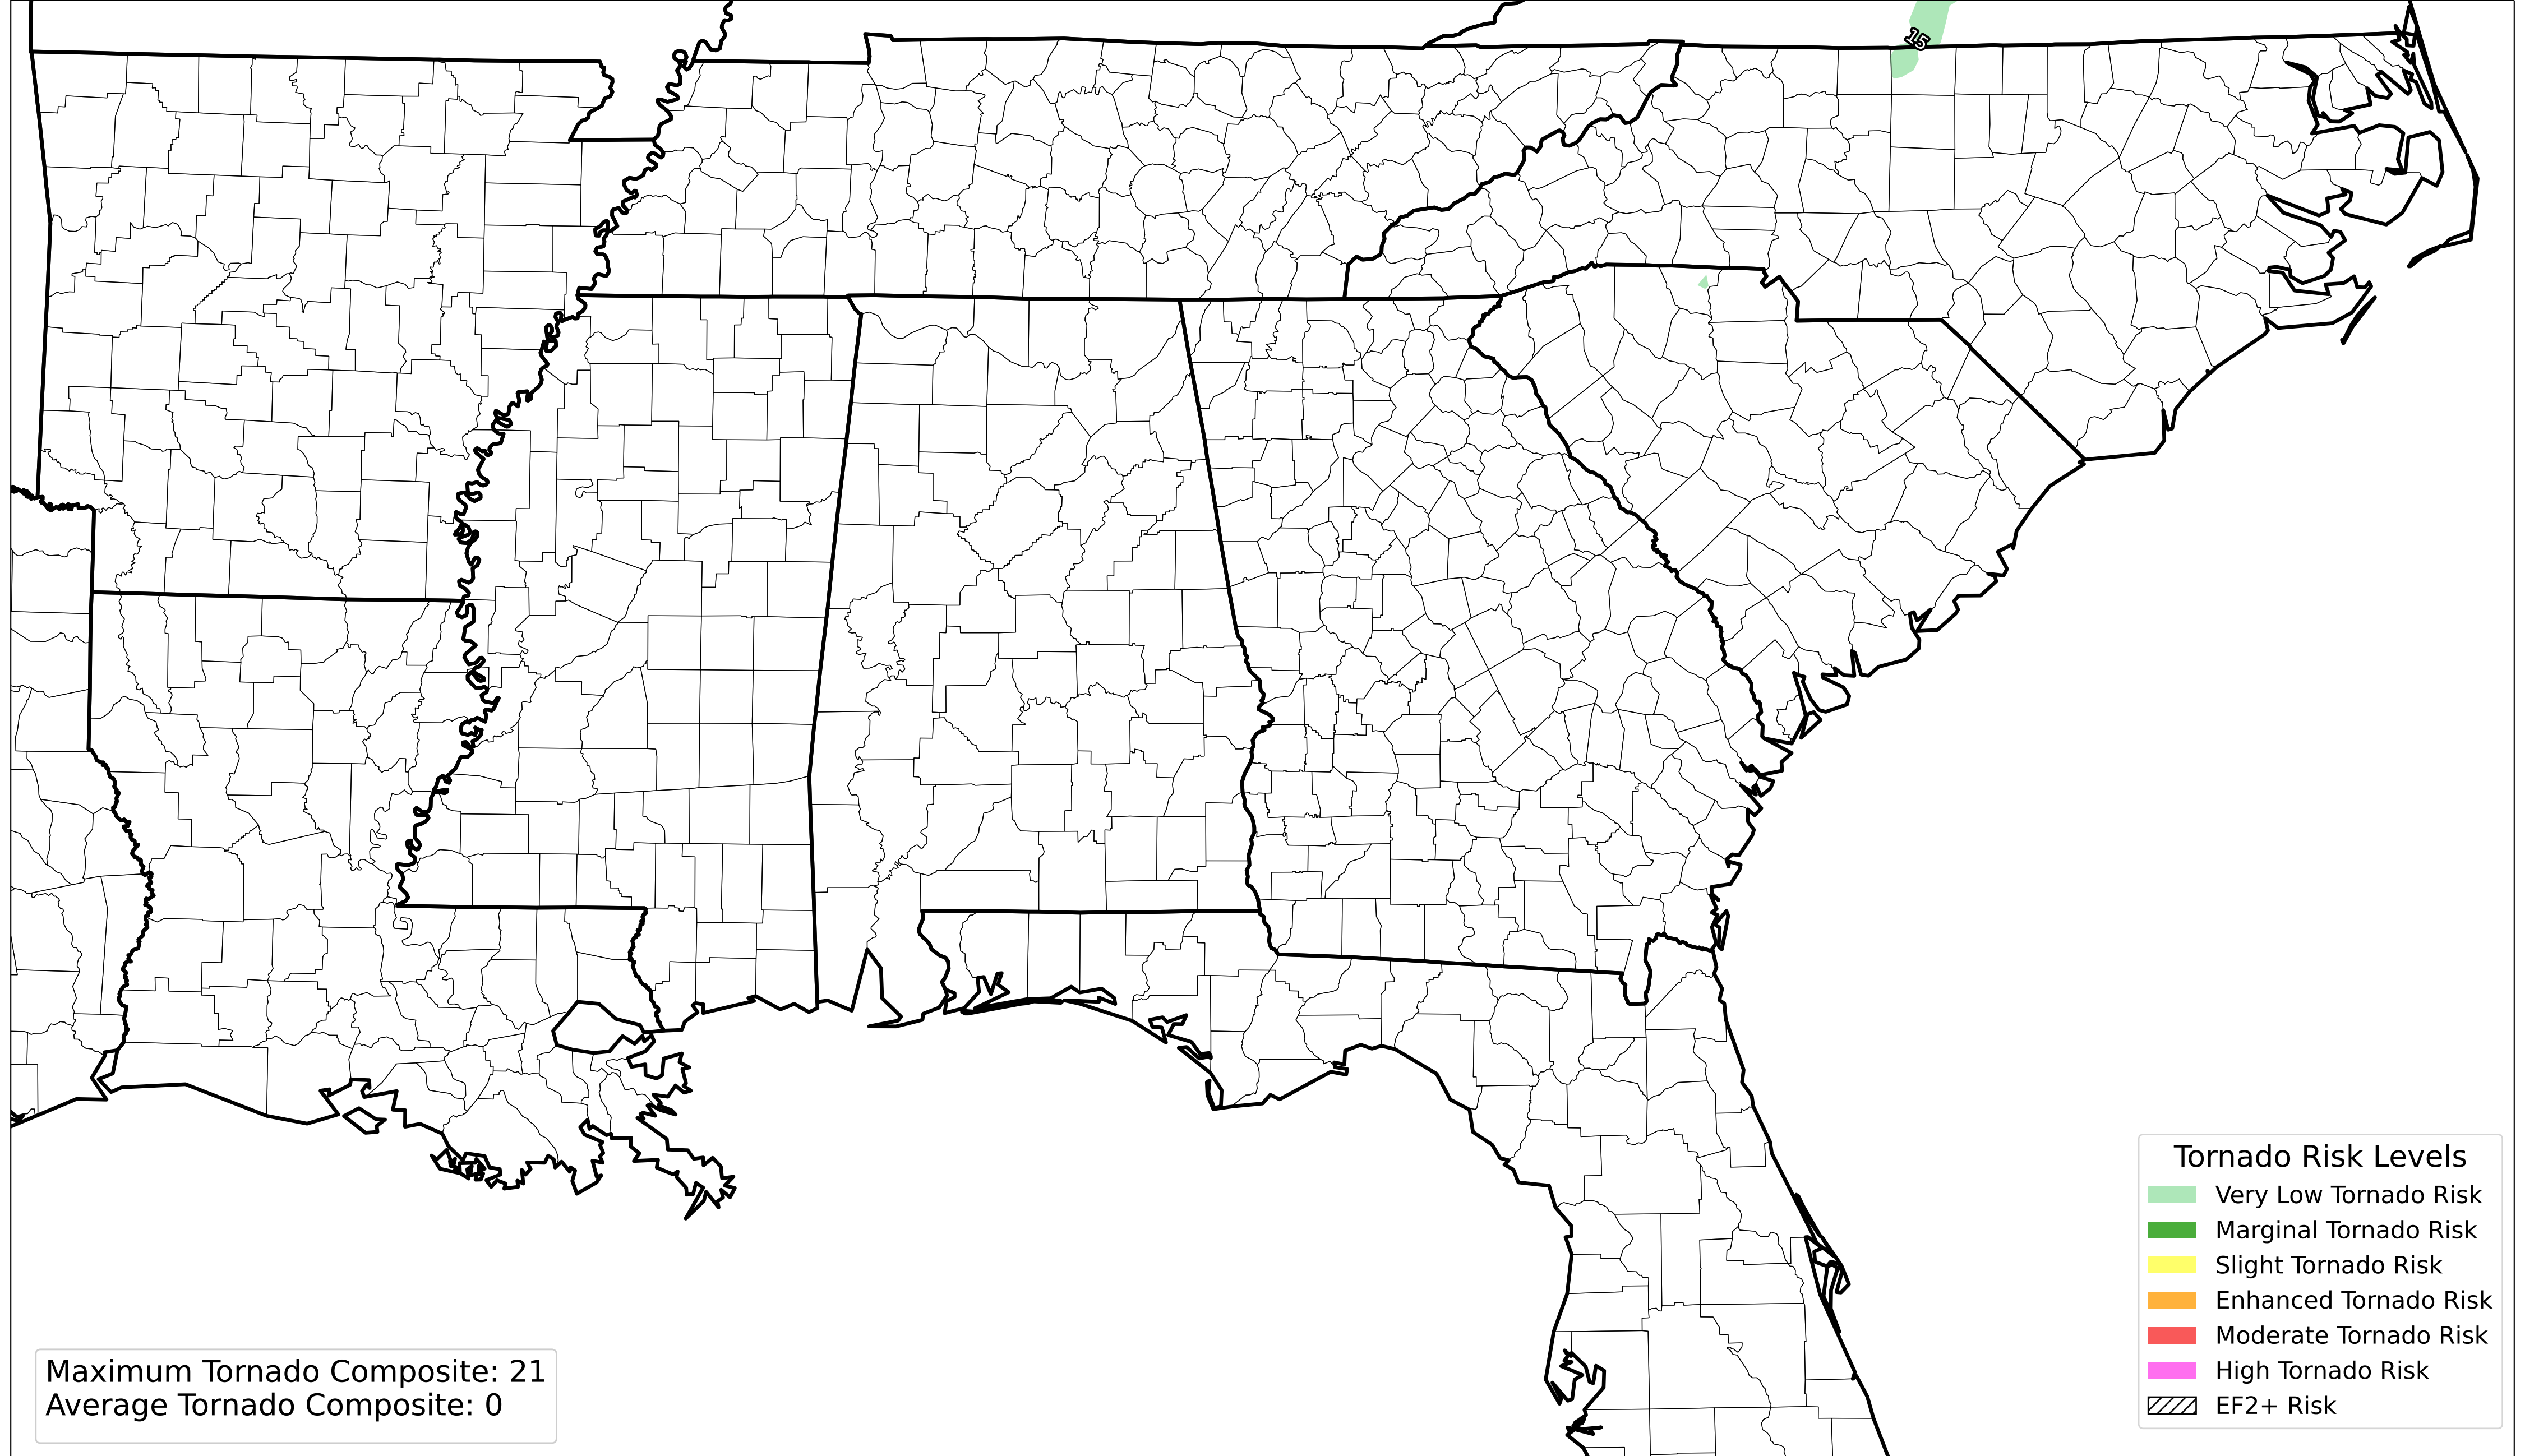 15
Tornado Risk Levels
Very Low Tornado Risk
Marginal Tornado Risk
Slight Tornado Risk
Enhanced Tornado Risk
Moderate Tornado Risk
High Tornado Risk
EF2+ Risk
Maximum Tornado Composite: 21
Average Tornado Composite: 0